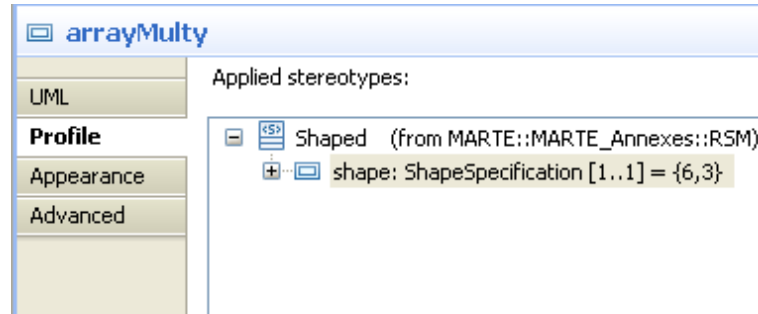 arrayMulty
Applied stereotypes:
UML
Profile
Appearance
Advanced
Shaped (from MARTE::MARTE_Annexes::RSM)
shape: ShapeSpecification [1..1] = {6,3}